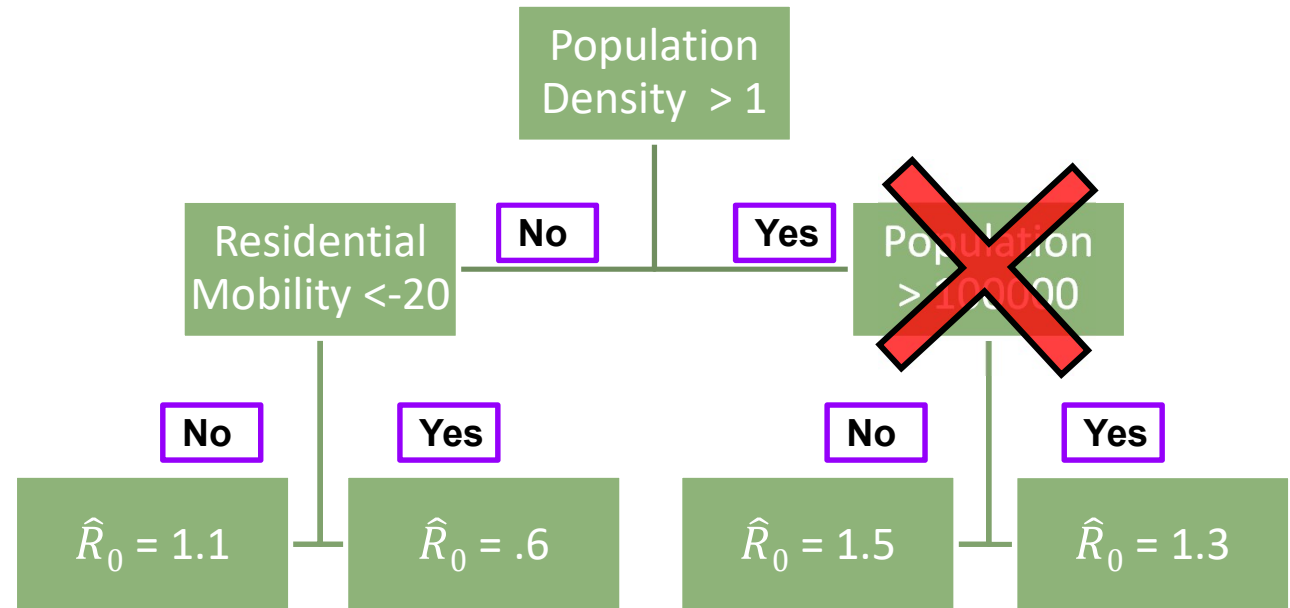 Population
Density > 1
No
Yes
Residential
Mobility <-20
Population
> 100000
No
Yes
No
Yes
R̂₀ = 1.1
R̂₀ = .6
R̂₀ = 1.5
R̂₀ = 1.3